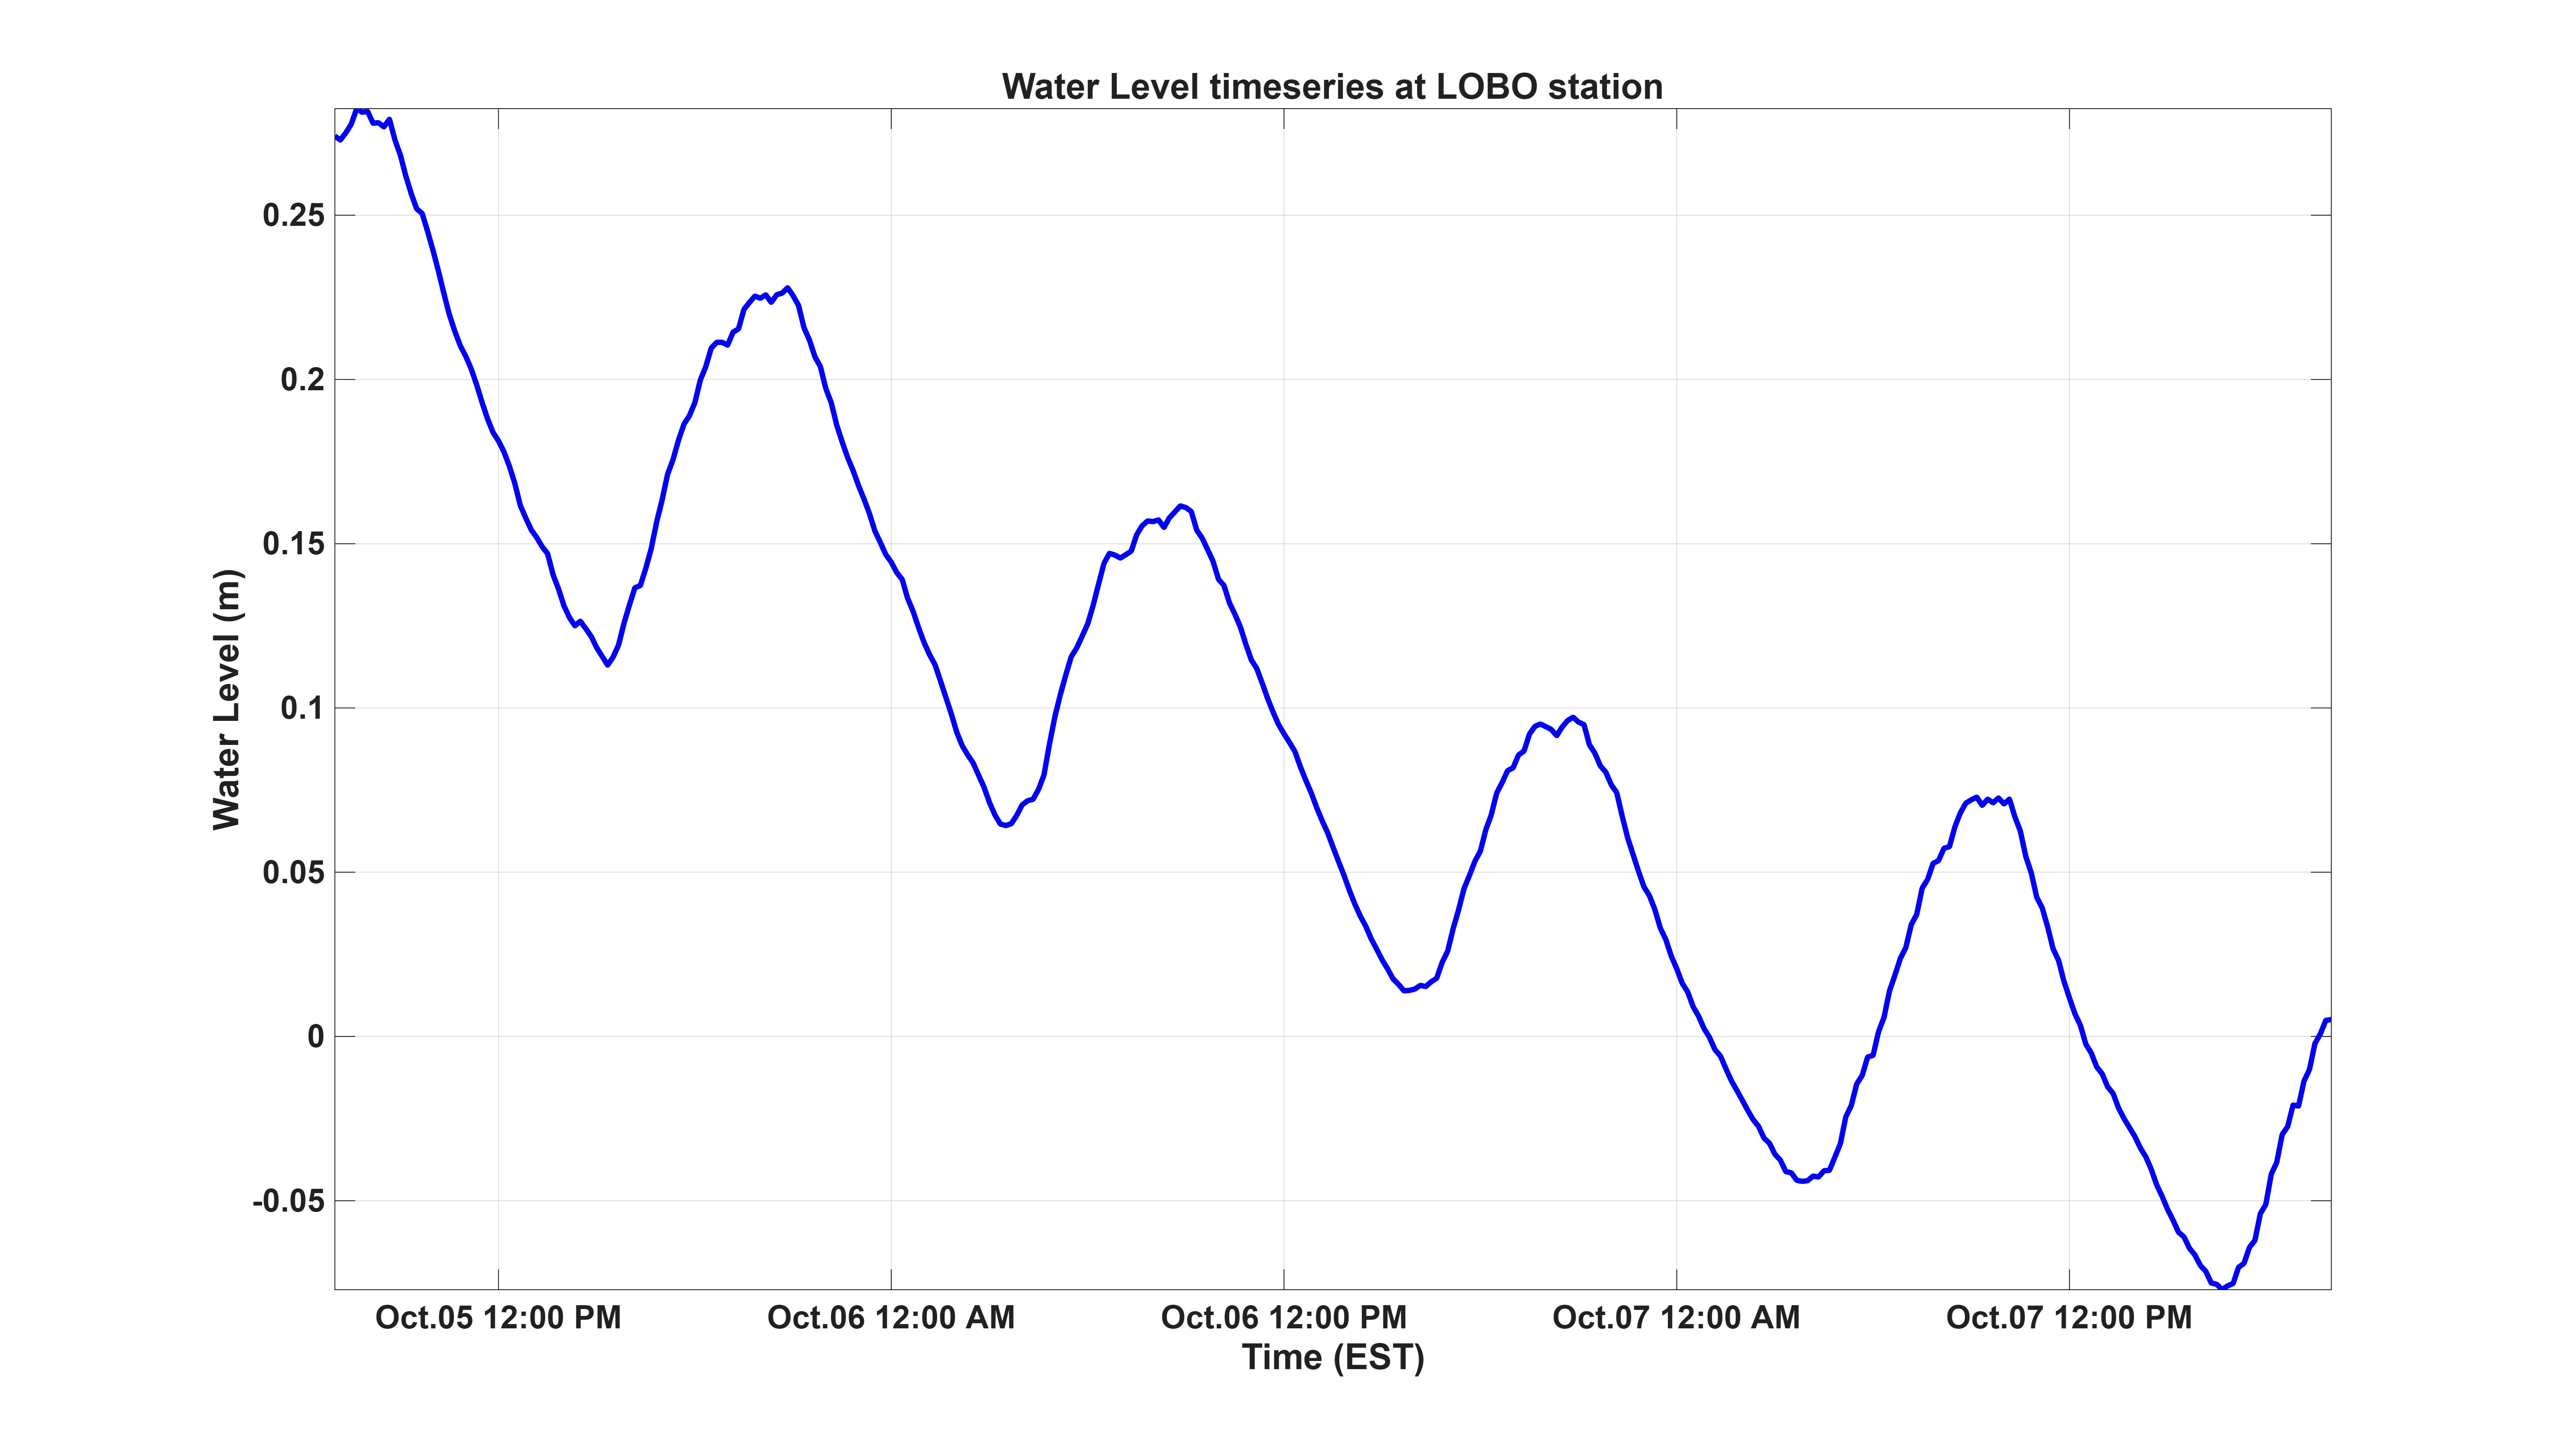 Water Level timeseries at LOBO station
Water Level (m)
0.25
0.2
0.15
0.1
0.05
0
-0.05
Oct.05 12:00 PM Oct.06 12:00 AM Oct.06 12:00 PM Oct.07 12:00 AM Oct.07 12:00 PM
Time (EST)